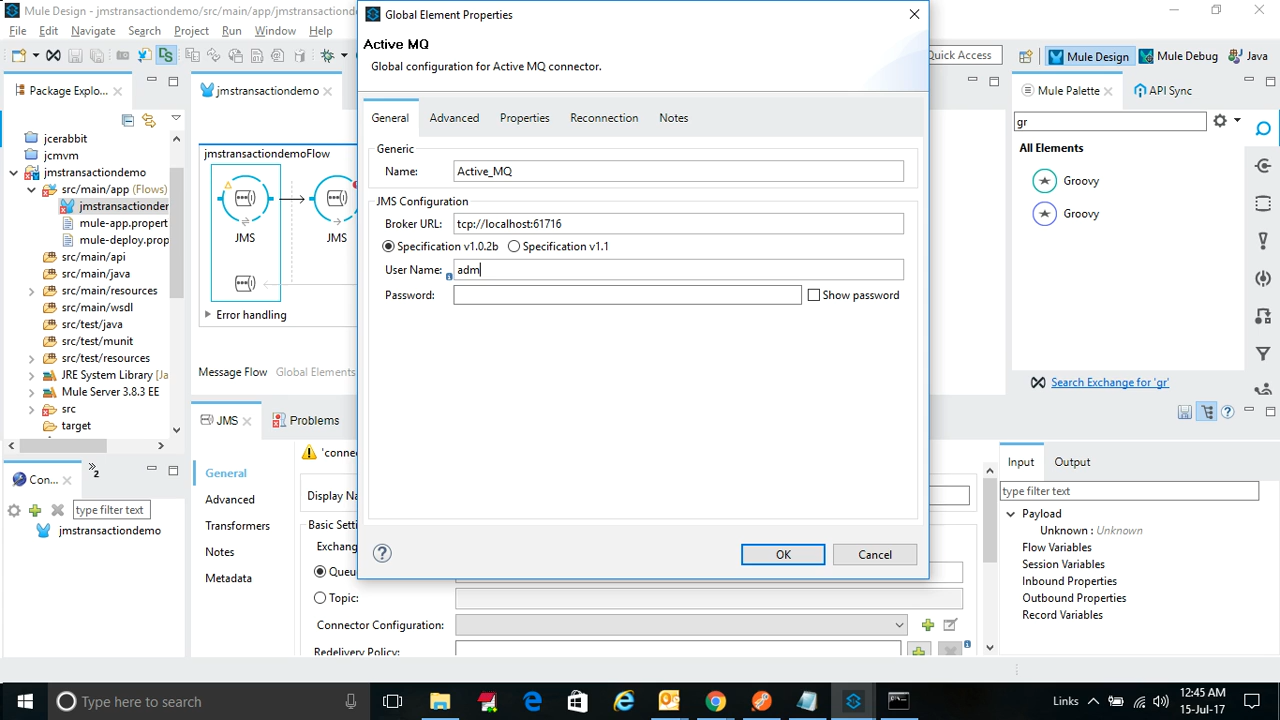 Mule Design - jmstransactiondemo/src/main/app/jmstransactiondem
File Edit Navigate Search Project Run Window Help
Quick Access
Mule Design
Mule Debug
Java
Package Explo...
jcerabbit
jcmvm
jmstransactiondemo
src/main/app (Flows)
jmstransactionder
mule-app.propert
mule-deploy.prop
src/main/api
src/main/java
src/main/resources
src/main/wsdl
src/test/java
src/test/munit
src/test/resources
JRE System Library [Ja
Mule Server 3.8.3 EE
src
target
Con...
2
type filter text
jmstransactiondemo
jmstransactiondemo
jmstransactiondemoFlow
JMS
JMS
Error handling
Message Flow Global Elements
JMS
Problems
General
Advanced
Transformers
Notes
Metadata
'conne
Display Na
Basic Setti
Exchang
Queu
Topic:
Connector Configuration:
Redelivery Policy:
Global Element Properties
Active MQ
Global configuration for Active MQ connector.
General Advanced Properties Reconnection Notes
Generic
Name: Active_MQ
JMS Configuration
Broker URL: tcp://localhost:61716
Specification v1.0.2b Specification v1.1
User Name: adm
Password: Show password
OK Cancel
Mule Palette
API Sync
gr
All Elements
Groovy
Groovy
Search Exchange for 'gr'
Input Output
type filter text
Payload
Unknown : Unknown
Flow Variables
Session Variables
Inbound Properties
Outbound Properties
Record Variables
Type here to search
Links
12:45 AM
15-Jul-17